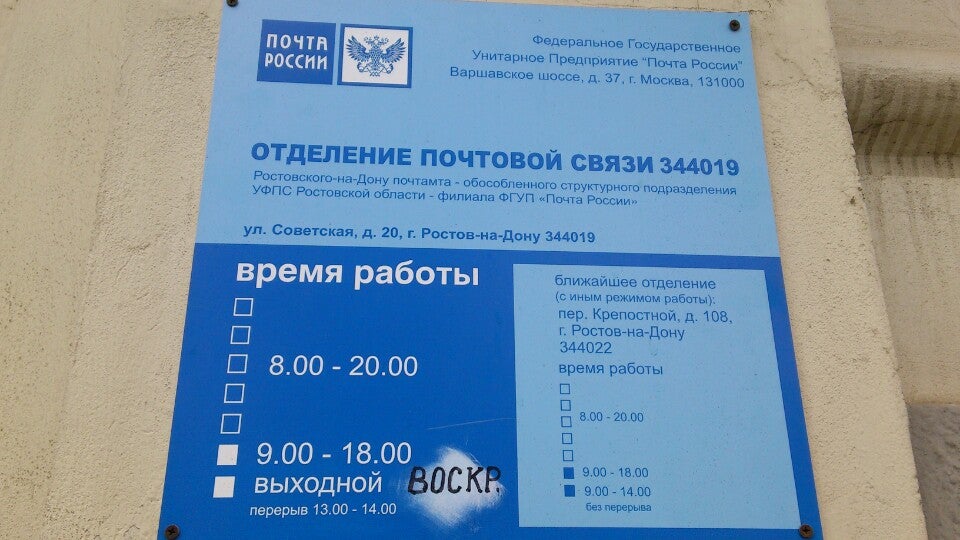 ПОЧТА
РОССИИ
Федеральное Государственное
Унитарное Предприятие "Почта России"
Варшавское шоссе, д. 37, г. Москва, 131000
ОТДЕЛЕНИЕ ПОЧТОВОЙ СВЯЗИ 344019
Ростовского-на-Дону почтамта - обособленного структурного подразделения
УФПС Ростовской области - филиала ФГУП «Почта России»
ул. Советская, д. 20, г. Ростов-на-Дону 344019
время работы
8.00 - 20.00
9.00 - 18.00
выходной ВОСКР.
перерыв 13.00 - 14.00
ближайшее отделение
(с иным режимом работы):
пер. Крепостной, д. 108,
г. Ростов-на-Дону
344022
время работы
8.00 - 20.00
9.00 - 18.00
9.00 - 14.00
без перерыва